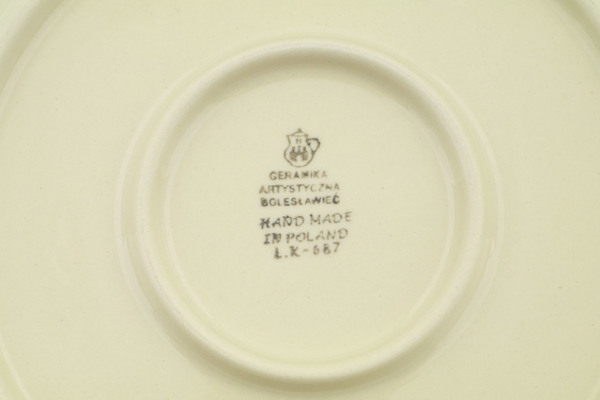 CERAMIKA
ARTYSTYCZNA
BOLESŁAWIEC
HAND MADE
IN POLAND
Ł.K-687